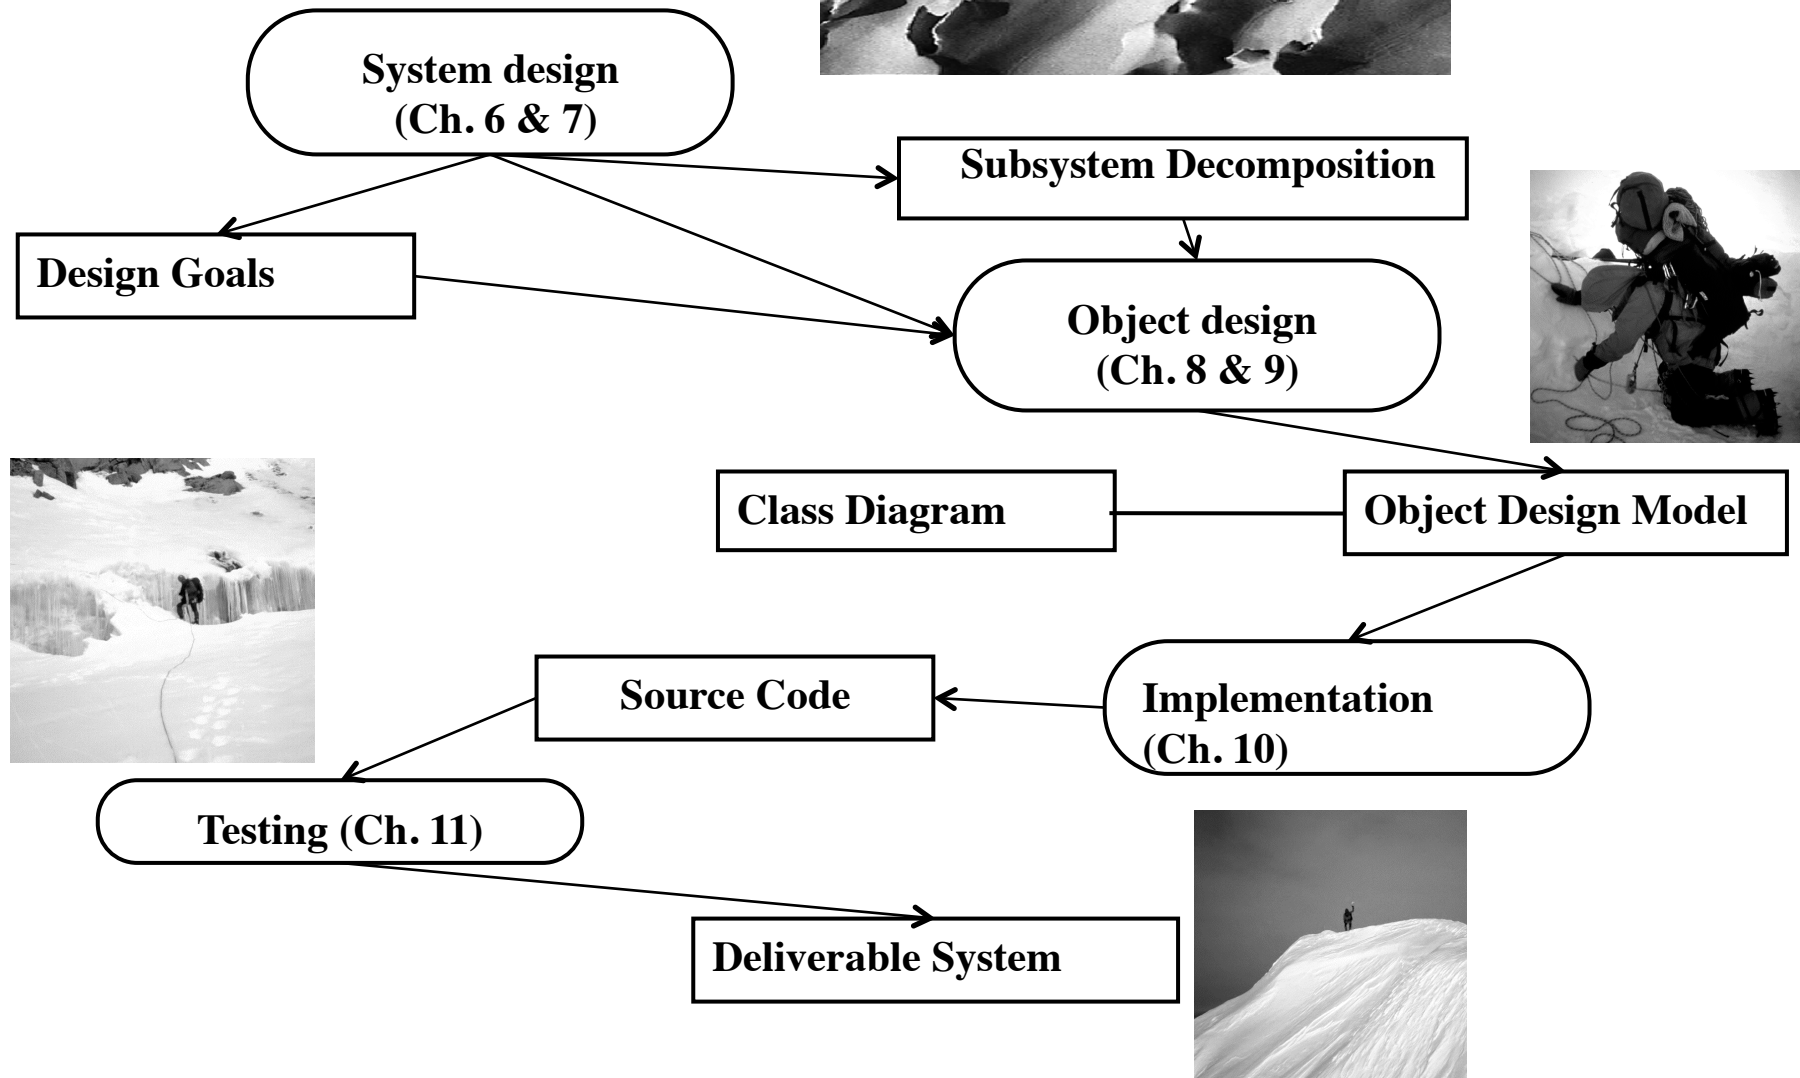 System design
(Ch. 6 & 7)
Subsystem Decomposition
Design Goals
Object design
(Ch. 8 & 9)
Class Diagram
Object Design Model
Source Code
Implementation
(Ch. 10)
Testing (Ch. 11)
Deliverable System